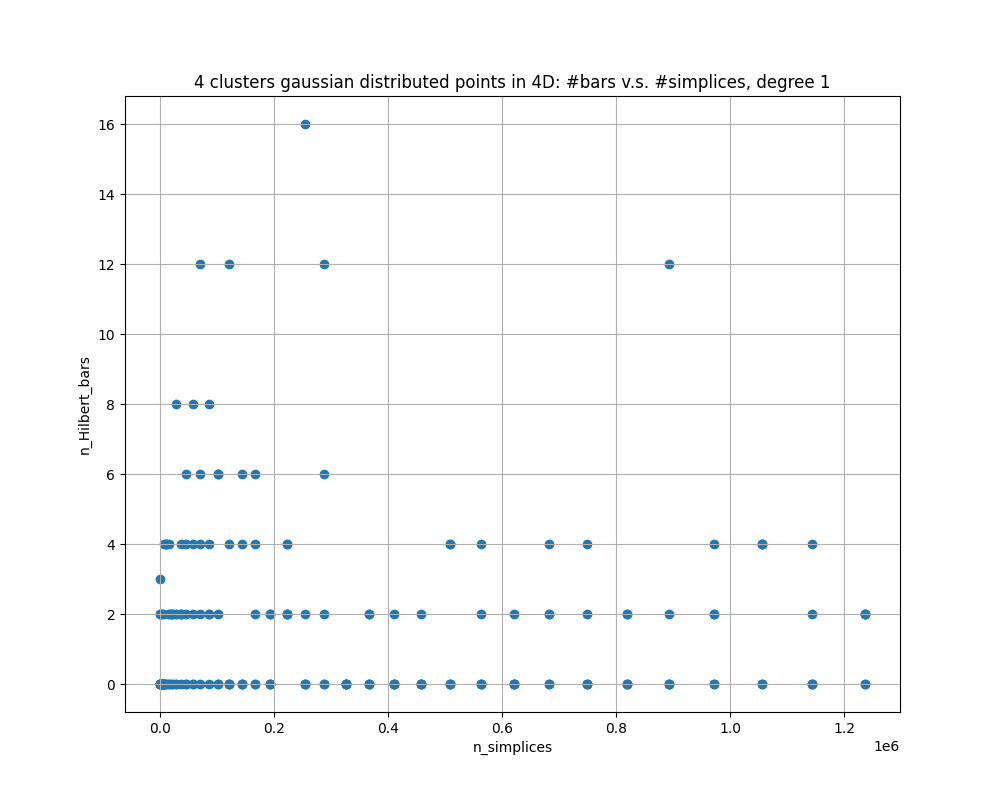 4 clusters gaussian distributed points in 4D: #bars v.s. #simplices, degree 1
16
14
12
10
8
6
4
2
0
n_Hilbert_bars
0.0 0.2 0.4 0.6 0.8 1.0 1.2
1e6
n_simplices